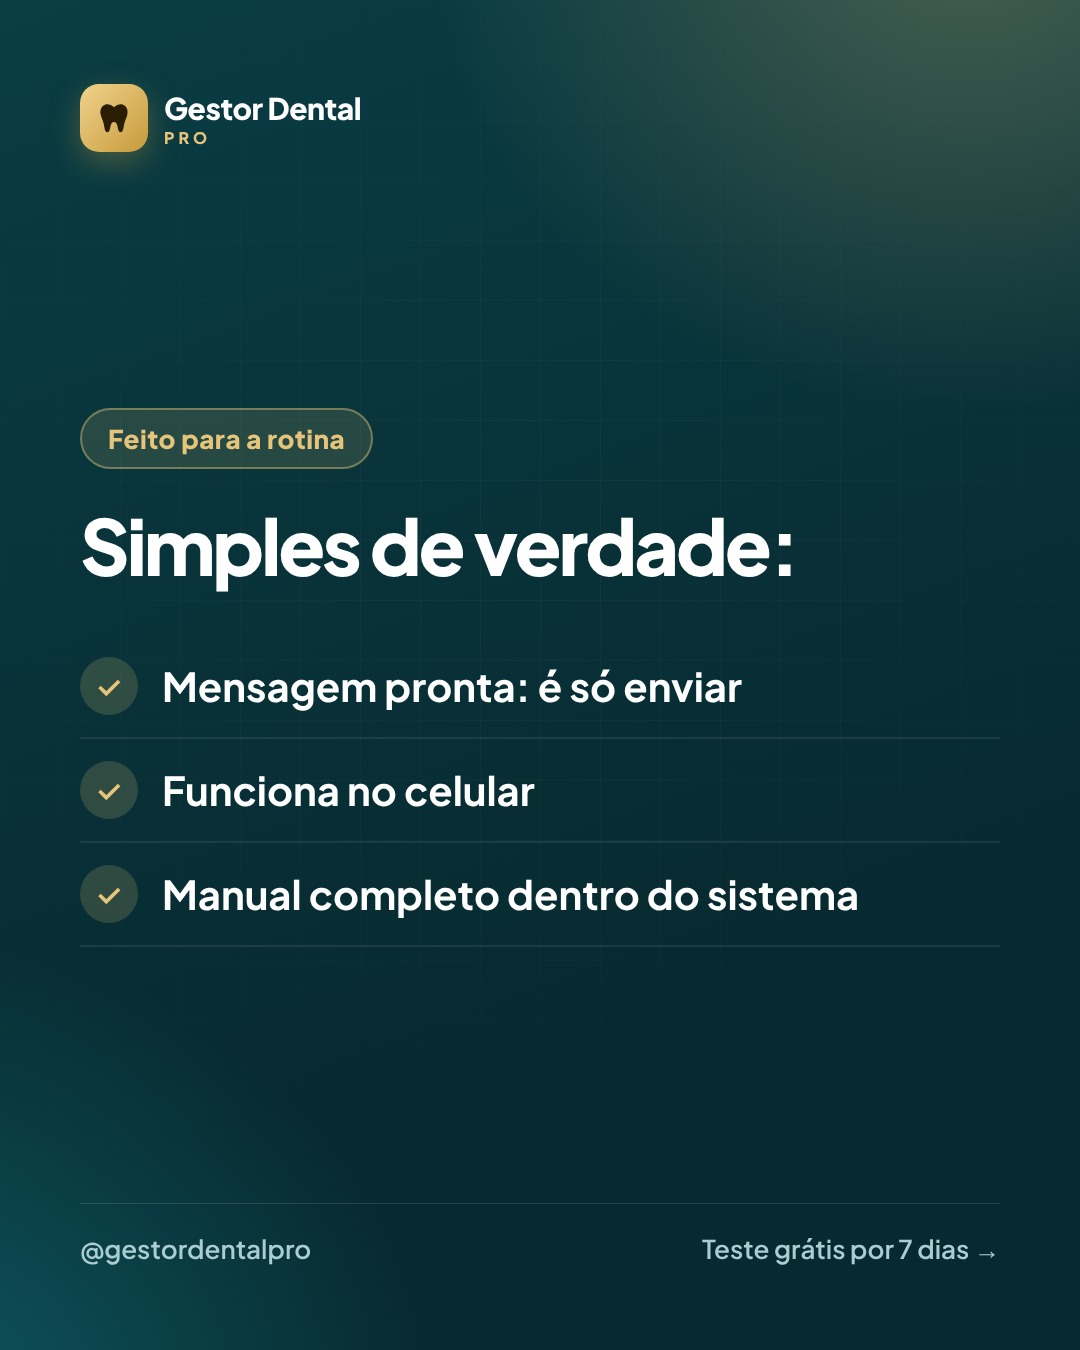 Gestor Dental
PRO
Feito para a rotina
Simples de verdade:
Mensagem pronta: é só enviar
Funciona no celular
Manual completo dentro do sistema
@gestordentalpro
Teste grátis por 7 dias →